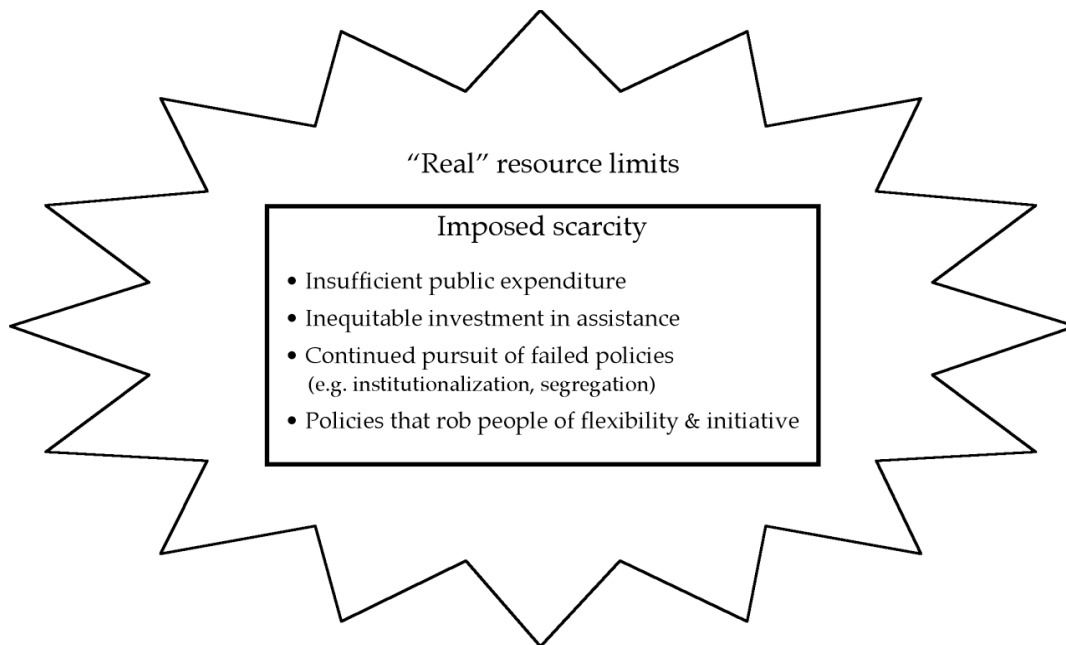 “Real” resource limits
Imposed scarcity
• Insufficient public expenditure
• Inequitable investment in assistance
• Continued pursuit of failed policies
(e.g. institutionalization, segregation)
• Policies that rob people of flexibility & initiative